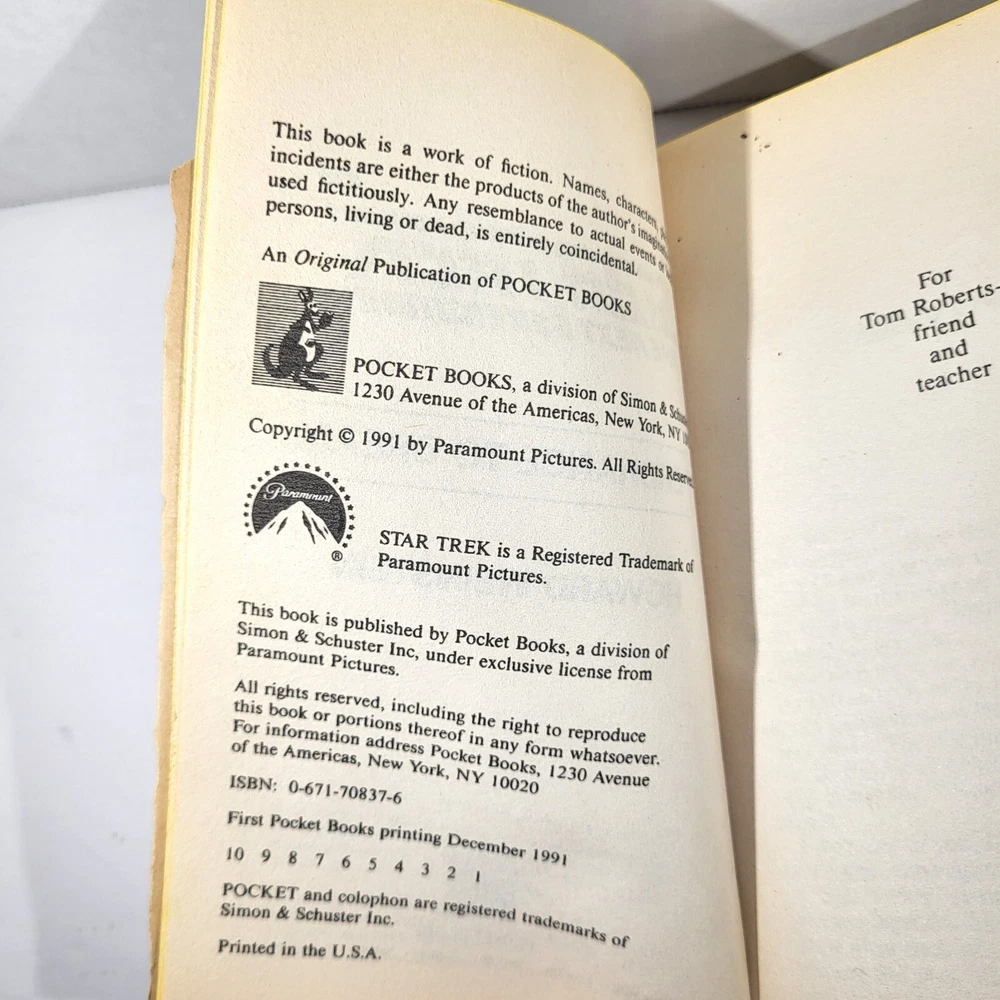 This book is a work of fiction. Names, characters,
incidents are either the products of the author's
used fictitiously. Any resemblance to actual events or
persons, living or dead, is entirely coincidental.
An Original Publication of POCKET BOOKS
POCKET BOOKS, a division of Simon &
1230 Avenue of the Americas, New York, NY
Copyright © 1991 by Paramount Pictures. All Rights
Paramount
®
STAR TREK is a Registered Trademark of
Paramount Pictures.
This book is published by Pocket Books, a division of
Simon & Schuster Inc, under exclusive license from
Paramount Pictures.
All rights reserved, including the right to reproduce
this book or portions thereof in any form whatsoever.
For information address Pocket Books, 1230 Avenue
of the Americas, New York, NY 10020
ISBN: 0-671-70837-6
First Pocket Books printing December 1991
10 9 8 7 6 5 4 3 2 1
POCKET and colophon are registered trademarks of
Simon & Schuster Inc.
Printed in the U.S.A.
For
Tom Roberts-
friend
and
teacher